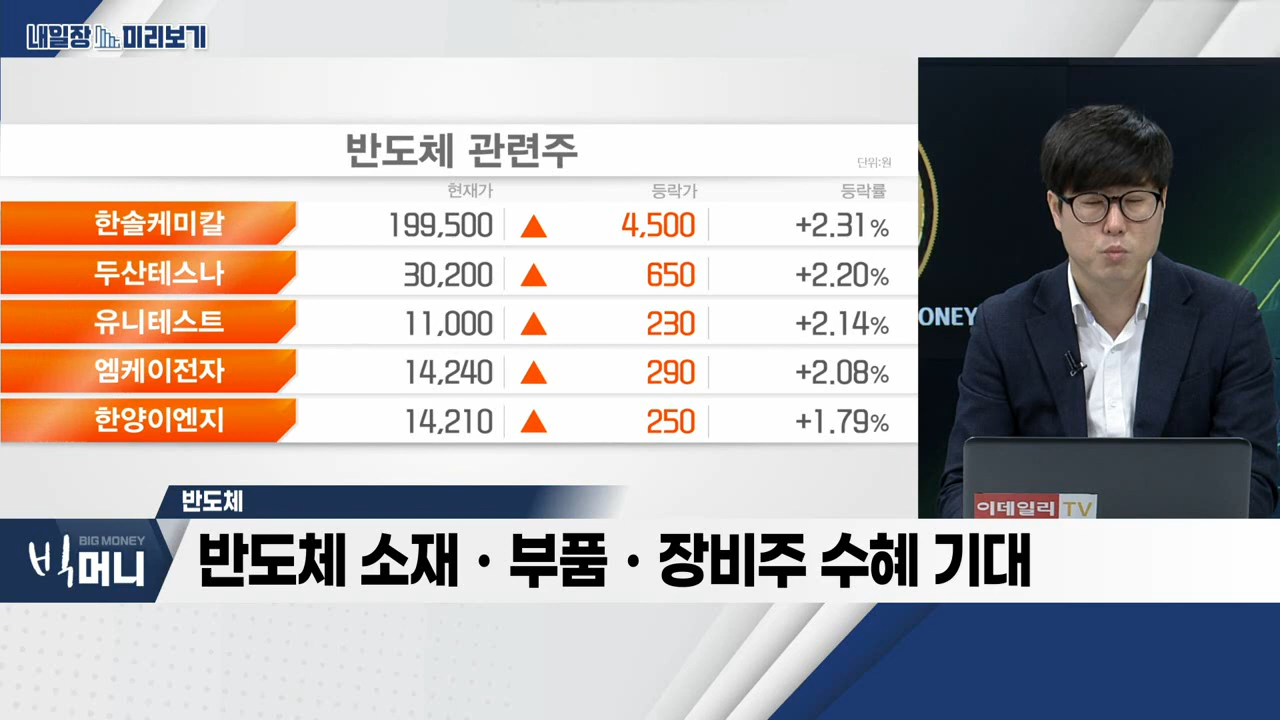 내일장 미리보기
반도체 관련주
단위:원
현재가 등락가 등락률
한솔케미칼 199,500 ▲ 4,500 +2.31%
두산테스나 30,200 ▲ 650 +2.20%
유니테스트 11,000 ▲ 230 +2.14%
엠케이전자 14,240 ▲ 290 +2.08%
한양이엔지 14,210 ▲ 250 +1.79%
ONEY
이데일리 TV
반도체
BIG MONEY
빅머니
반도체 소재 · 부품 · 장비주 수혜 기대